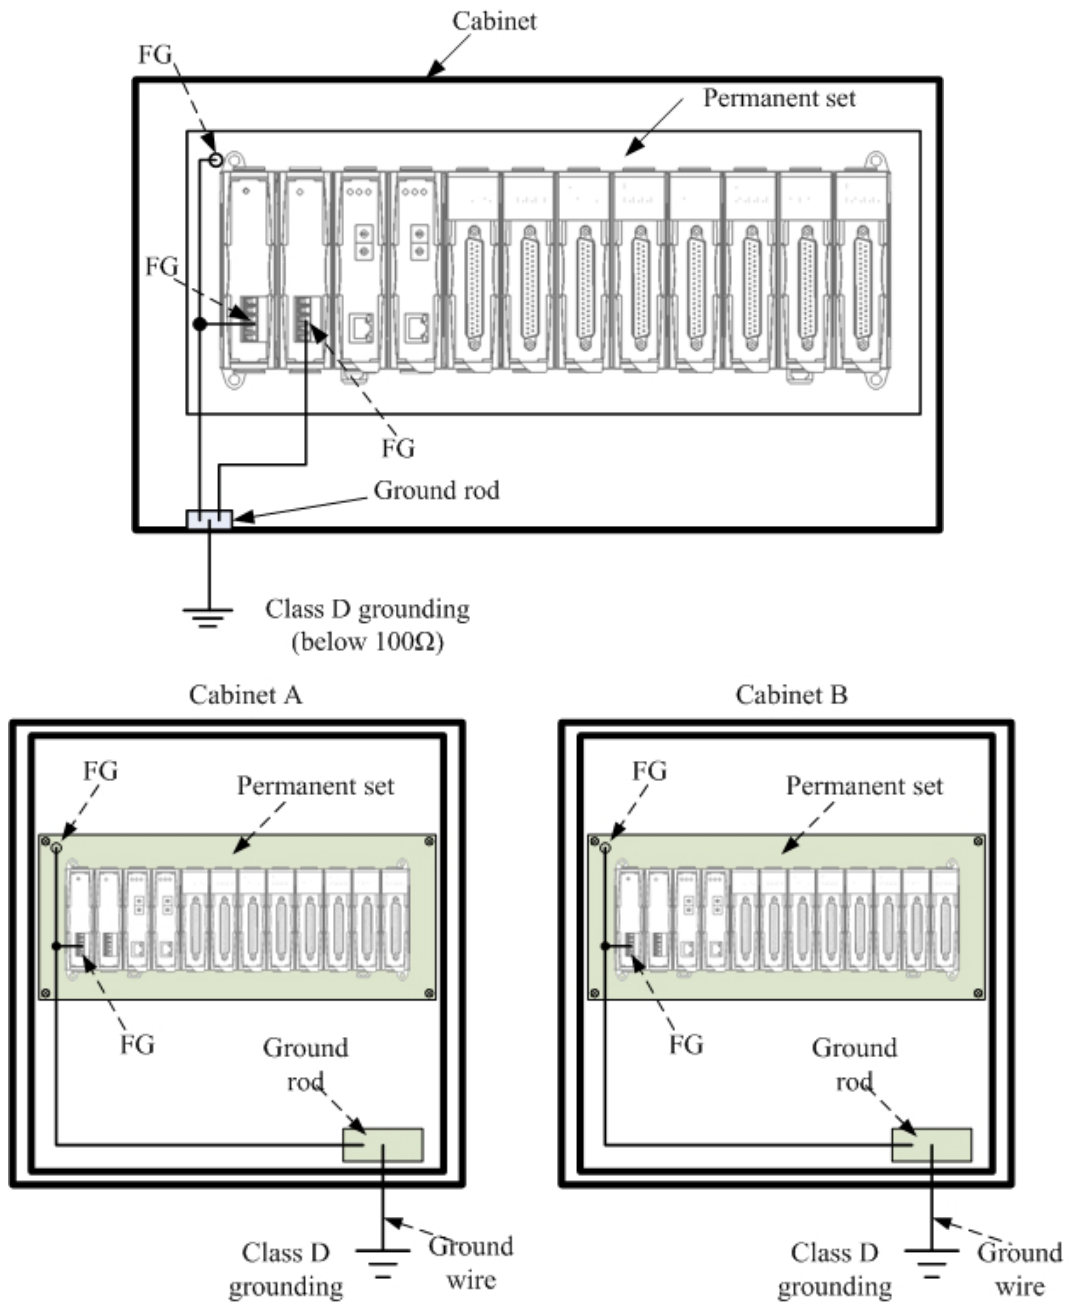 Cabinet
FG
Permanent set
FG
FG
Ground rod
Class D grounding
(below 100Ω)
Cabinet A
FG
Permanent set
FG
Ground
rod
Class D
grounding
Ground
wire
Cabinet B
FG
Permanent set
FG
Ground
rod
Class D
grounding
Ground
wire